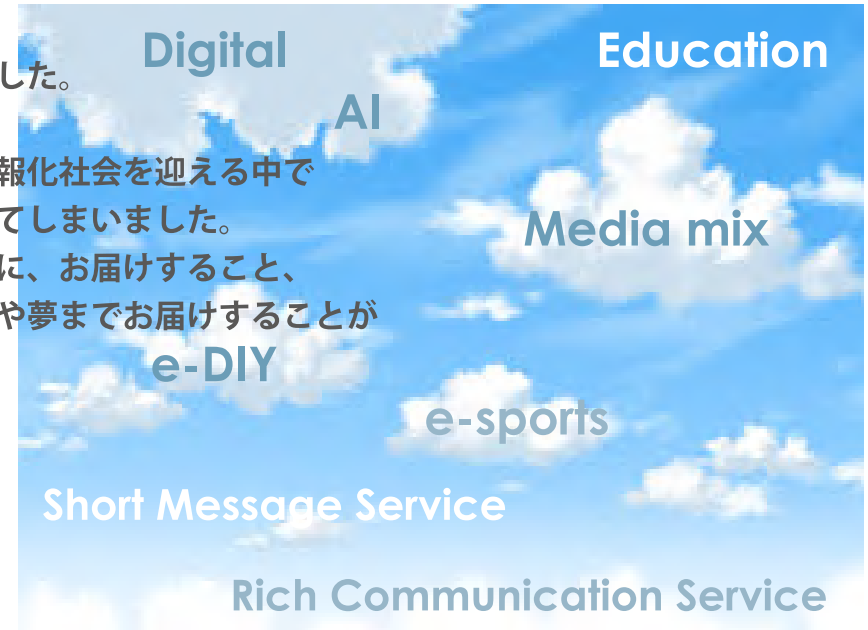 Digital
Education
した。
AI
報化社会を迎える中で
てしまいました。
Media mix
に、お届けすること、
や夢までお届けすることが
e-DIY
e-sports
Short Message Service
Rich Communication Service